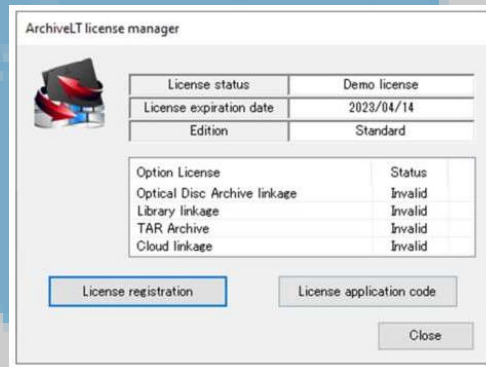 ArchiveLT license manager
License status Demo license
License expiration date 2023/04/14
Edition Standard
Option License Status
Optical Disc Archive linkage Invalid
Library linkage Invalid
TAR Archive Invalid
Cloud linkage Invalid
License registration License application code
Close